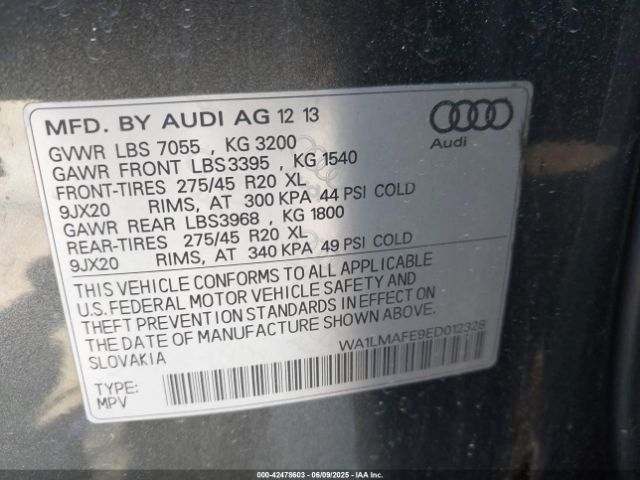 MFD. BY AUDI AG 12 13
Audi
GVWR LBS 7055 , KG 3200
GAWR FRONT LBS3395 , KG 1540
FRONT-TIRES 275/45 R20 XL
9JX20 RIMS, AT 300 KPA 44 PSI COLD
GAWR REAR LBS3968 , KG 1800
REAR-TIRES 275/45 R20 XL
9JX20 RIMS, AT 340 KPA 49 PSI COLD
THIS VEHICLE CONFORMS TO ALL APPLICABLE
U.S. FEDERAL MOTOR VEHICLE SAFETY AND
THEFT PREVENTION STANDARDS IN EFFECT ON
THE DATE OF MANUFACTURE SHOWN ABOVE.
SLOVAKIA
WA1LMAFE9ED012328
TYPE:
MPV
000-42478603 - 06/09/2025 - IAA Inc.